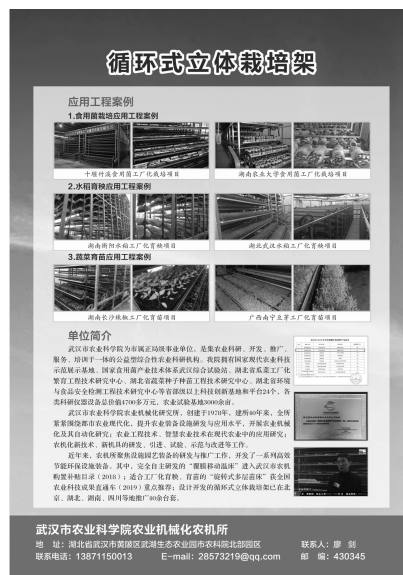 循环式立体栽培架
应用工程案例
1.食用菌栽培应用工程案例
十堰竹溪食用菌工厂化栽培项目
湖南农业大学食用菌工厂化栽培项目
2.水稻育秧应用工程案例
湖南衡阳水稻工厂化育秧项目
湖北武汉水稻工厂化育秧项目
3.蔬菜育苗应用工程案例
湖南长沙辣椒工厂化育苗项目
广西南宁豆芽工厂化育苗项目
单位简介
武汉市农业科学院为市属正局级事业单位，是集农业科研、开发、推广、
服务、培训于一体的公益型综合性农业科研机构。我院拥有国家现代农业科技
示范展示基地、国家食用菌产业技术体系武汉综合试验站、湖北省瓜菜工厂化
繁育工程技术研究中心、湖北省蔬菜种子种苗工程技术研究中心、湖北省环境
与食品安全检测工程技术研究中心等省部级以上科技创新基地和平台24个，各
类科研仪器设备总价值1700多万元，农业试验基地3000余亩。
武汉市农业科学院农业机械化研究所，创建于1978年，建所40年来，全所
紧紧围绕都市农业现代化，提升农业装备设施研发与应用水平，开展农业机械
化及其自动化研究；农业工程技术、智慧农业技术在现代农业中的应用研究；
农机化新技术、新机具的研发、引进、试验、示范与改进等工作。
近年来，农机所聚焦设施园艺装备的研发与推广工作，开发了一系列高效
节能环保设施装备。其中，完全自主研发的“覆膜移动温床”进入武汉市农机
购置补贴目录（2018）；适合工厂化育秧、育苗的“旋转式多层苗床”获全国
农业科技成果直通车（2019）重点推荐；设计开发的循环式立体栽培架已在北
京、湖北、湖南、四川等地推广40余台套。
武汉市农业科学院农业机械化农机所
地 址：湖北省武汉市黄陂区武湖生态农业园市农科院北部园区
联系人：廖 剑
联系电话：13871150013
E-mail：28573219@qq.com
邮 编：430345